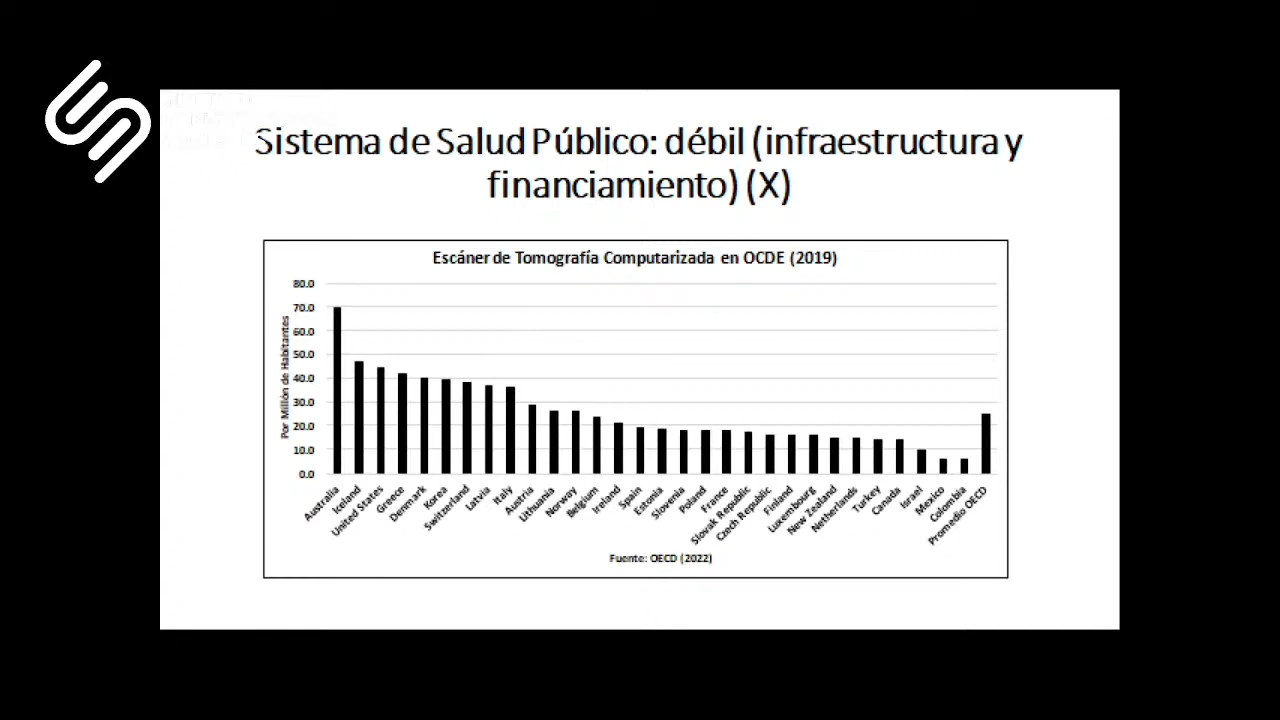 Sistema de Salud Público: débil (infraestructura y
financiamiento) (X)
Escáner de Tomografía Computarizada en OCDE (2019)
Por Millón de Habitantes
80.0
70.0
60.0
50.0
40.0
30.0
20.0
10.0
0.0
Australia
Iceland
United States
Greece
Denmark
Korea
Switzerland
Latvia
Italy
Austria
Lithuania
Norway
Belgium
Ireland
Spain
Estonia
Slovenia
Poland
France
Slovak Republic
Czech Republic
Finland
Luxembourg
New Zealand
Netherlands
Turkey
Canada
Israel
Mexico
Colombia
Promedio OECD
Fuente: OECD (2022)